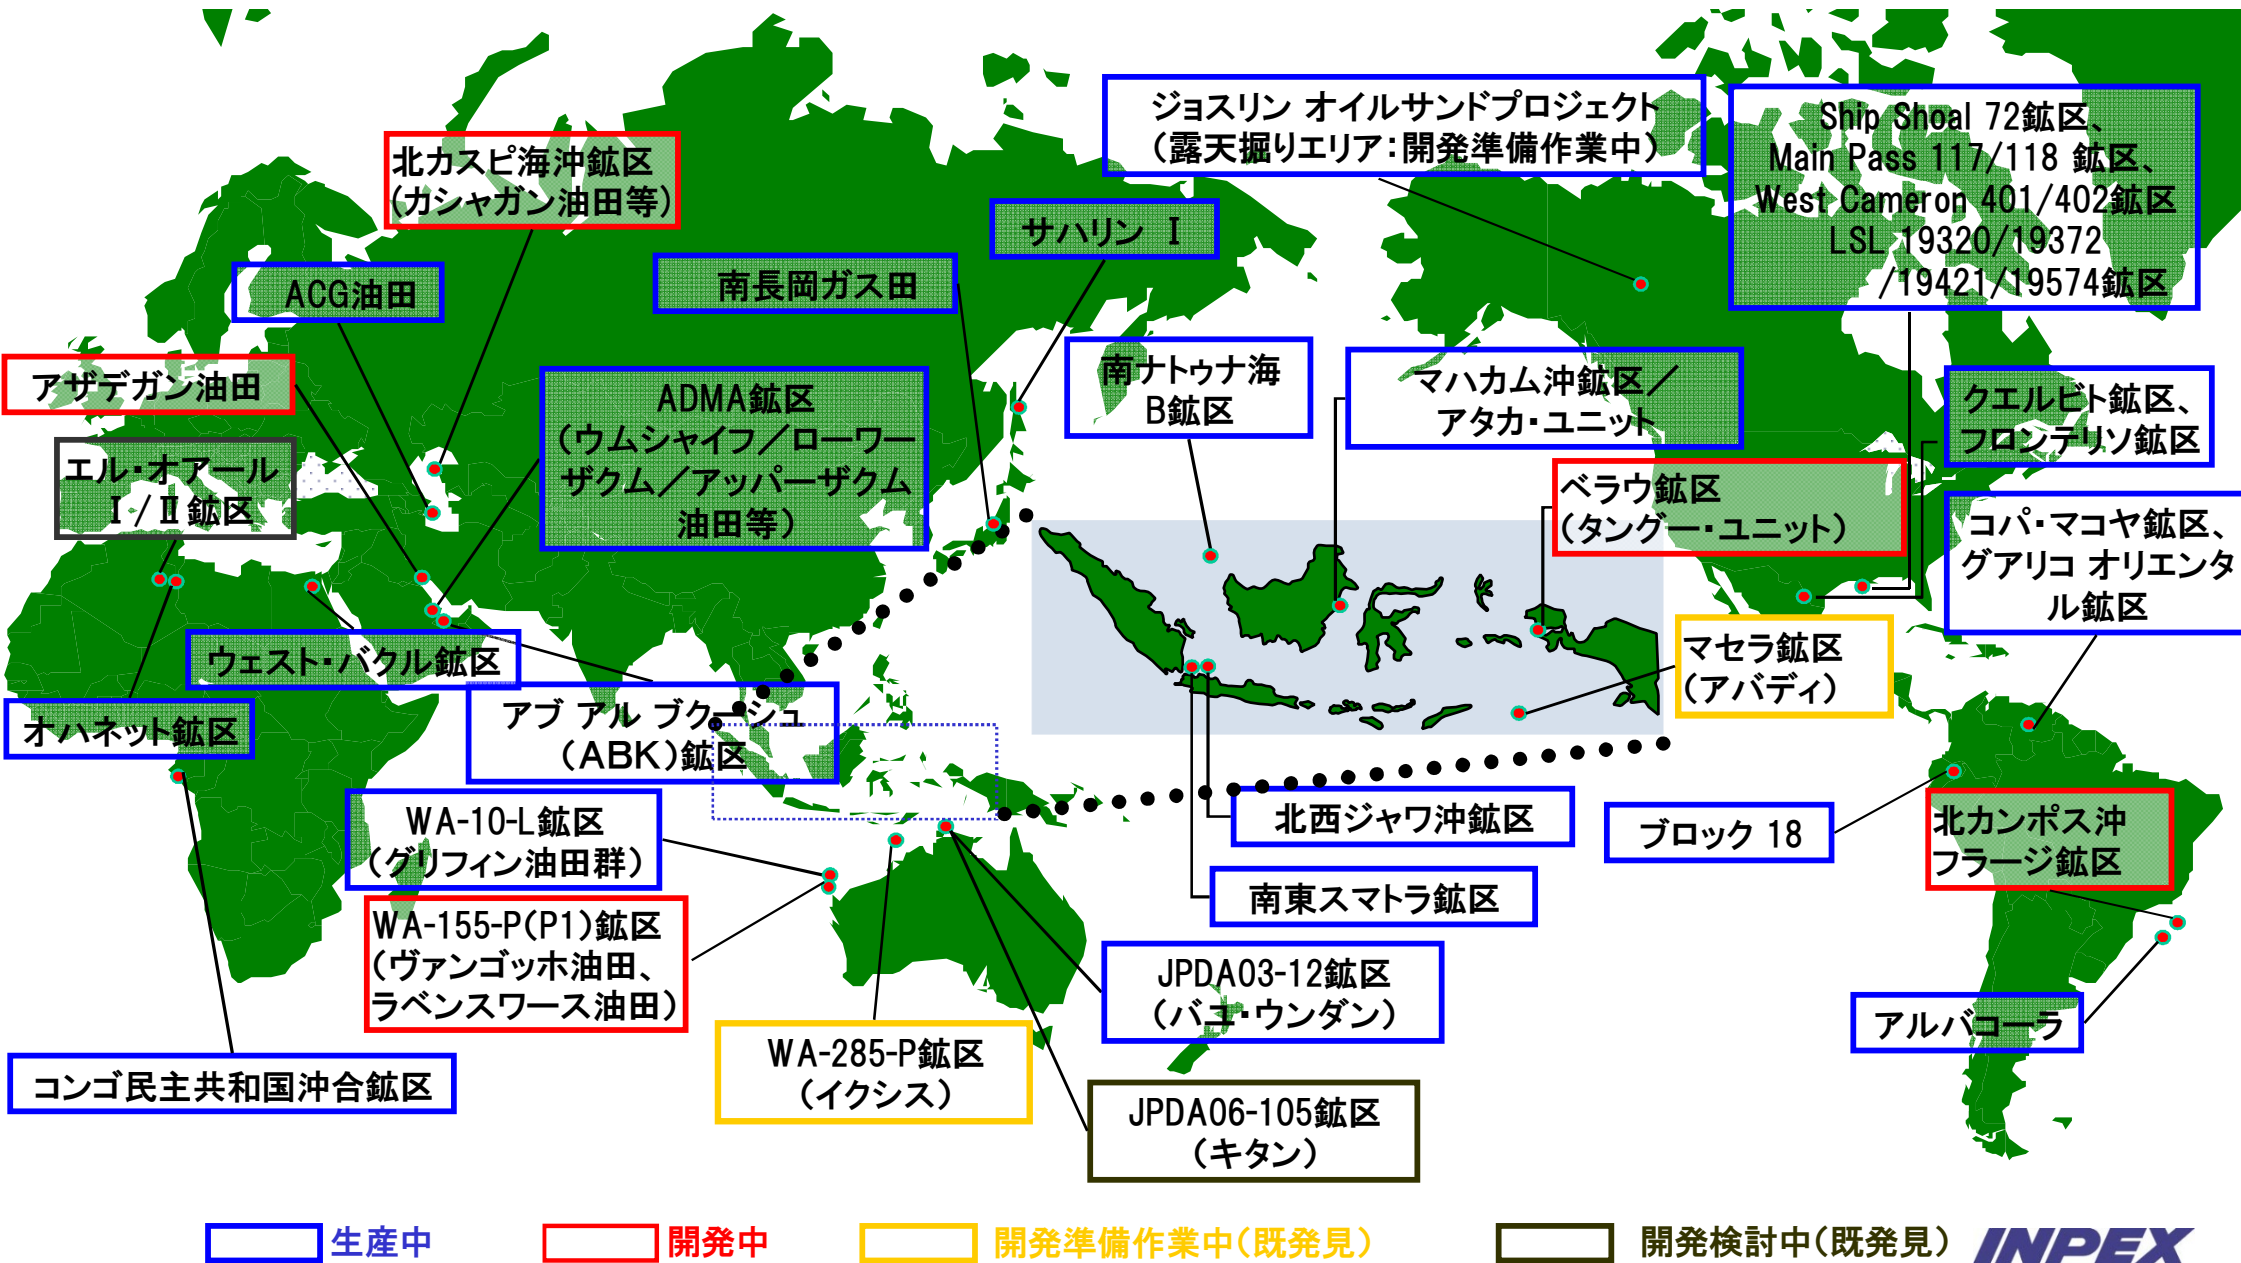 ジョスリン オイルサンドプロジェクト
（露天掘りエリア：開発準備作業中）
Ship Shoal 72鉱区、
Main Pass 117/118 鉱区、
West Cameron 401/402鉱区
LSL 19320/19372
/19421/19574鉱区
北カスピ海沖鉱区
(カシャガン油田等)
サハリン Ⅰ
ACG油田
南長岡ガス田
アザデガン油田
ADMA鉱区
（ウムシャイフ／ローワー
ザクム／アッパーザクム
油田等）
南ナトゥナ海
B鉱区
マハカム沖鉱区／
アタカ・ユニット
クエルビト鉱区、
フロンテリソ鉱区
エル・オアール
Ⅰ/Ⅱ鉱区
ベラウ鉱区
（タングー・ユニット）
コパ・マコヤ鉱区、
グアリコ オリエンタ
ル鉱区
ウェスト・バクル鉱区
マセラ鉱区
（アバディ）
オハネット鉱区
アブ アル ブクーシュ
（ABK）鉱区
WA-10-L鉱区
（グリフィン油田群）
北西ジャワ沖鉱区
ブロック 18
北カンポス沖
フラージ鉱区
南東スマトラ鉱区
WA-155-P(P1)鉱区
（ヴァンゴッホ油田、
ラベンスワース油田）
JPDA03-12鉱区
（バユ・ウンダン）
アルバコーラ
WA-285-P鉱区
（イクシス）
コンゴ民主共和国沖合鉱区
JPDA06-105鉱区
（キタン）
生産中
開発中
開発準備作業中（既発見）
開発検討中（既発見）
INPEX